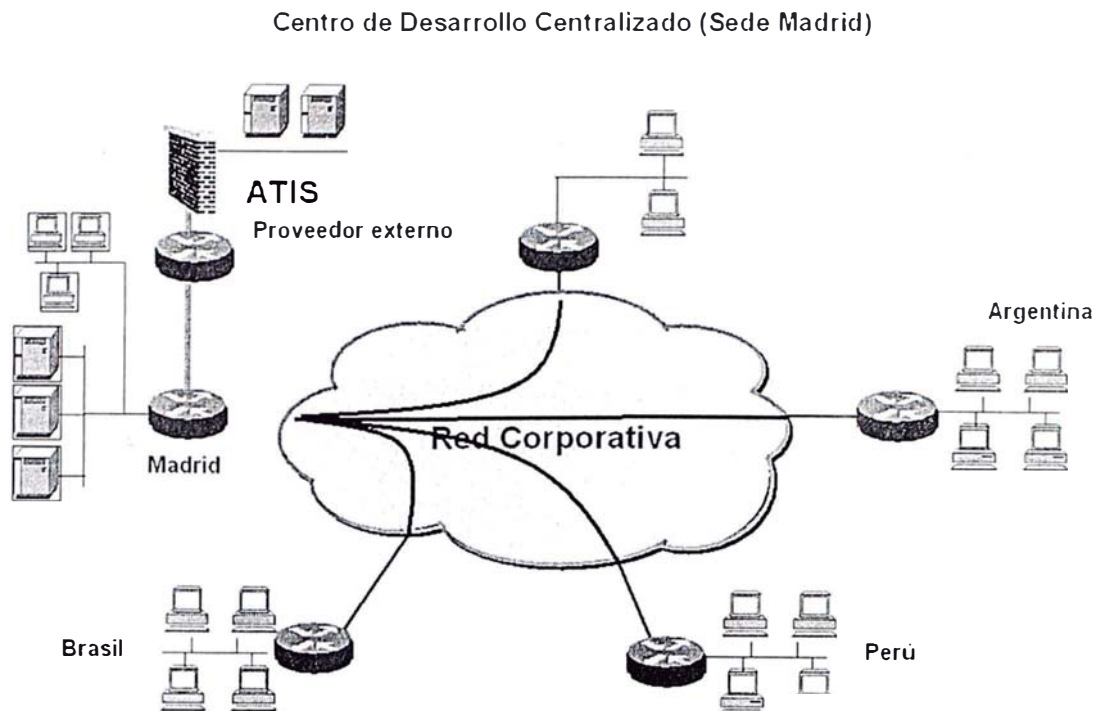 Centro de Desarrollo Centralizado (Sede Madrid)
ATIS
Proveedor externo
Argentina
Red Corporativa
Madrid
Brasil
Perú